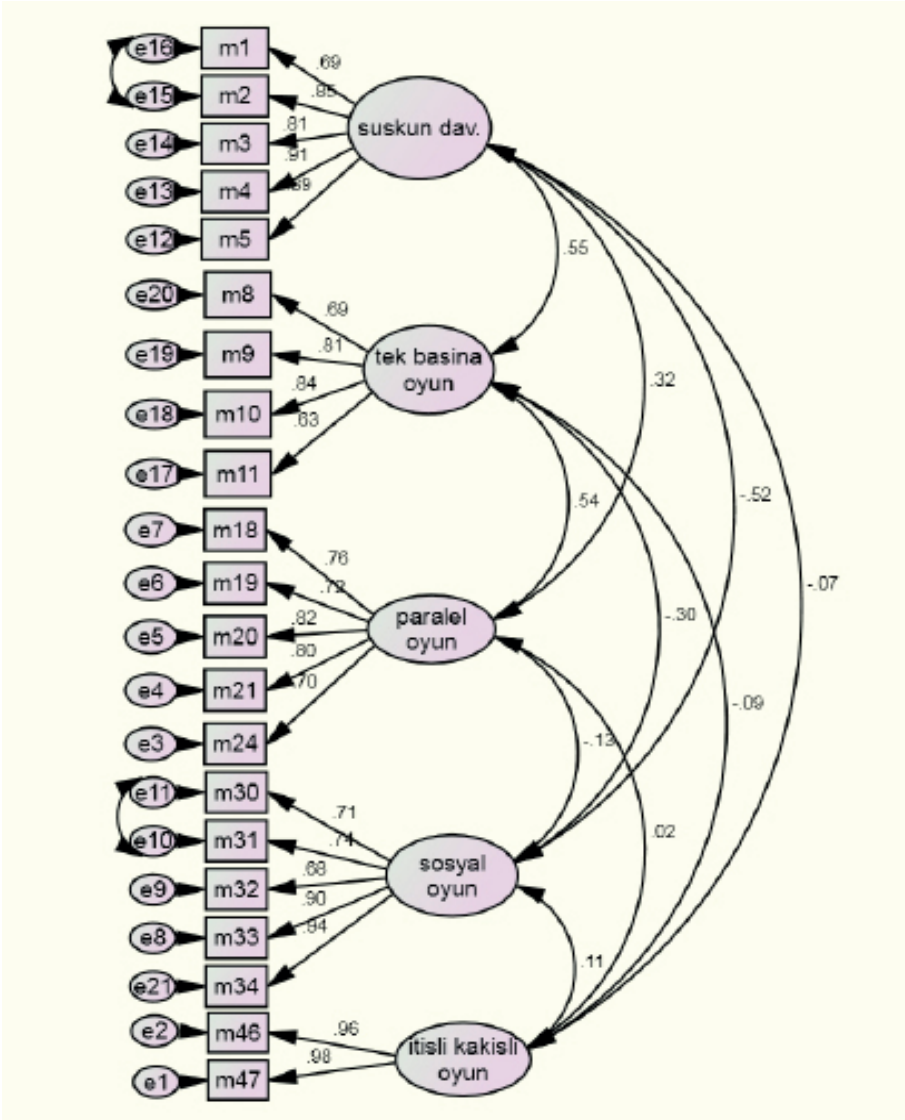 e16 m1
.69
e15 m2
.85
suskun dav.
.81
e14 m3
.91
e13 m4
e12 m5
.55
e20 m8
.69
e19 m9
.81
tek basina
oyun
.32
.84
e18 m10
.63
e17 m11
-.52
.54
e7 m18
.76
e6 m19
.72
-.07
.82
e5 m20
paralel
oyun
-.30
.80
e4 m21
.70
-.09
e3 m24
-.13
e11 m30
.71
.02
e10 m31
.74
.68
e9 m32
sosyal
oyun
.90
e8 m33
.94
.11
e21 m34
e2 m46
.96
itisli kakisli
oyun
.98
e1 m47